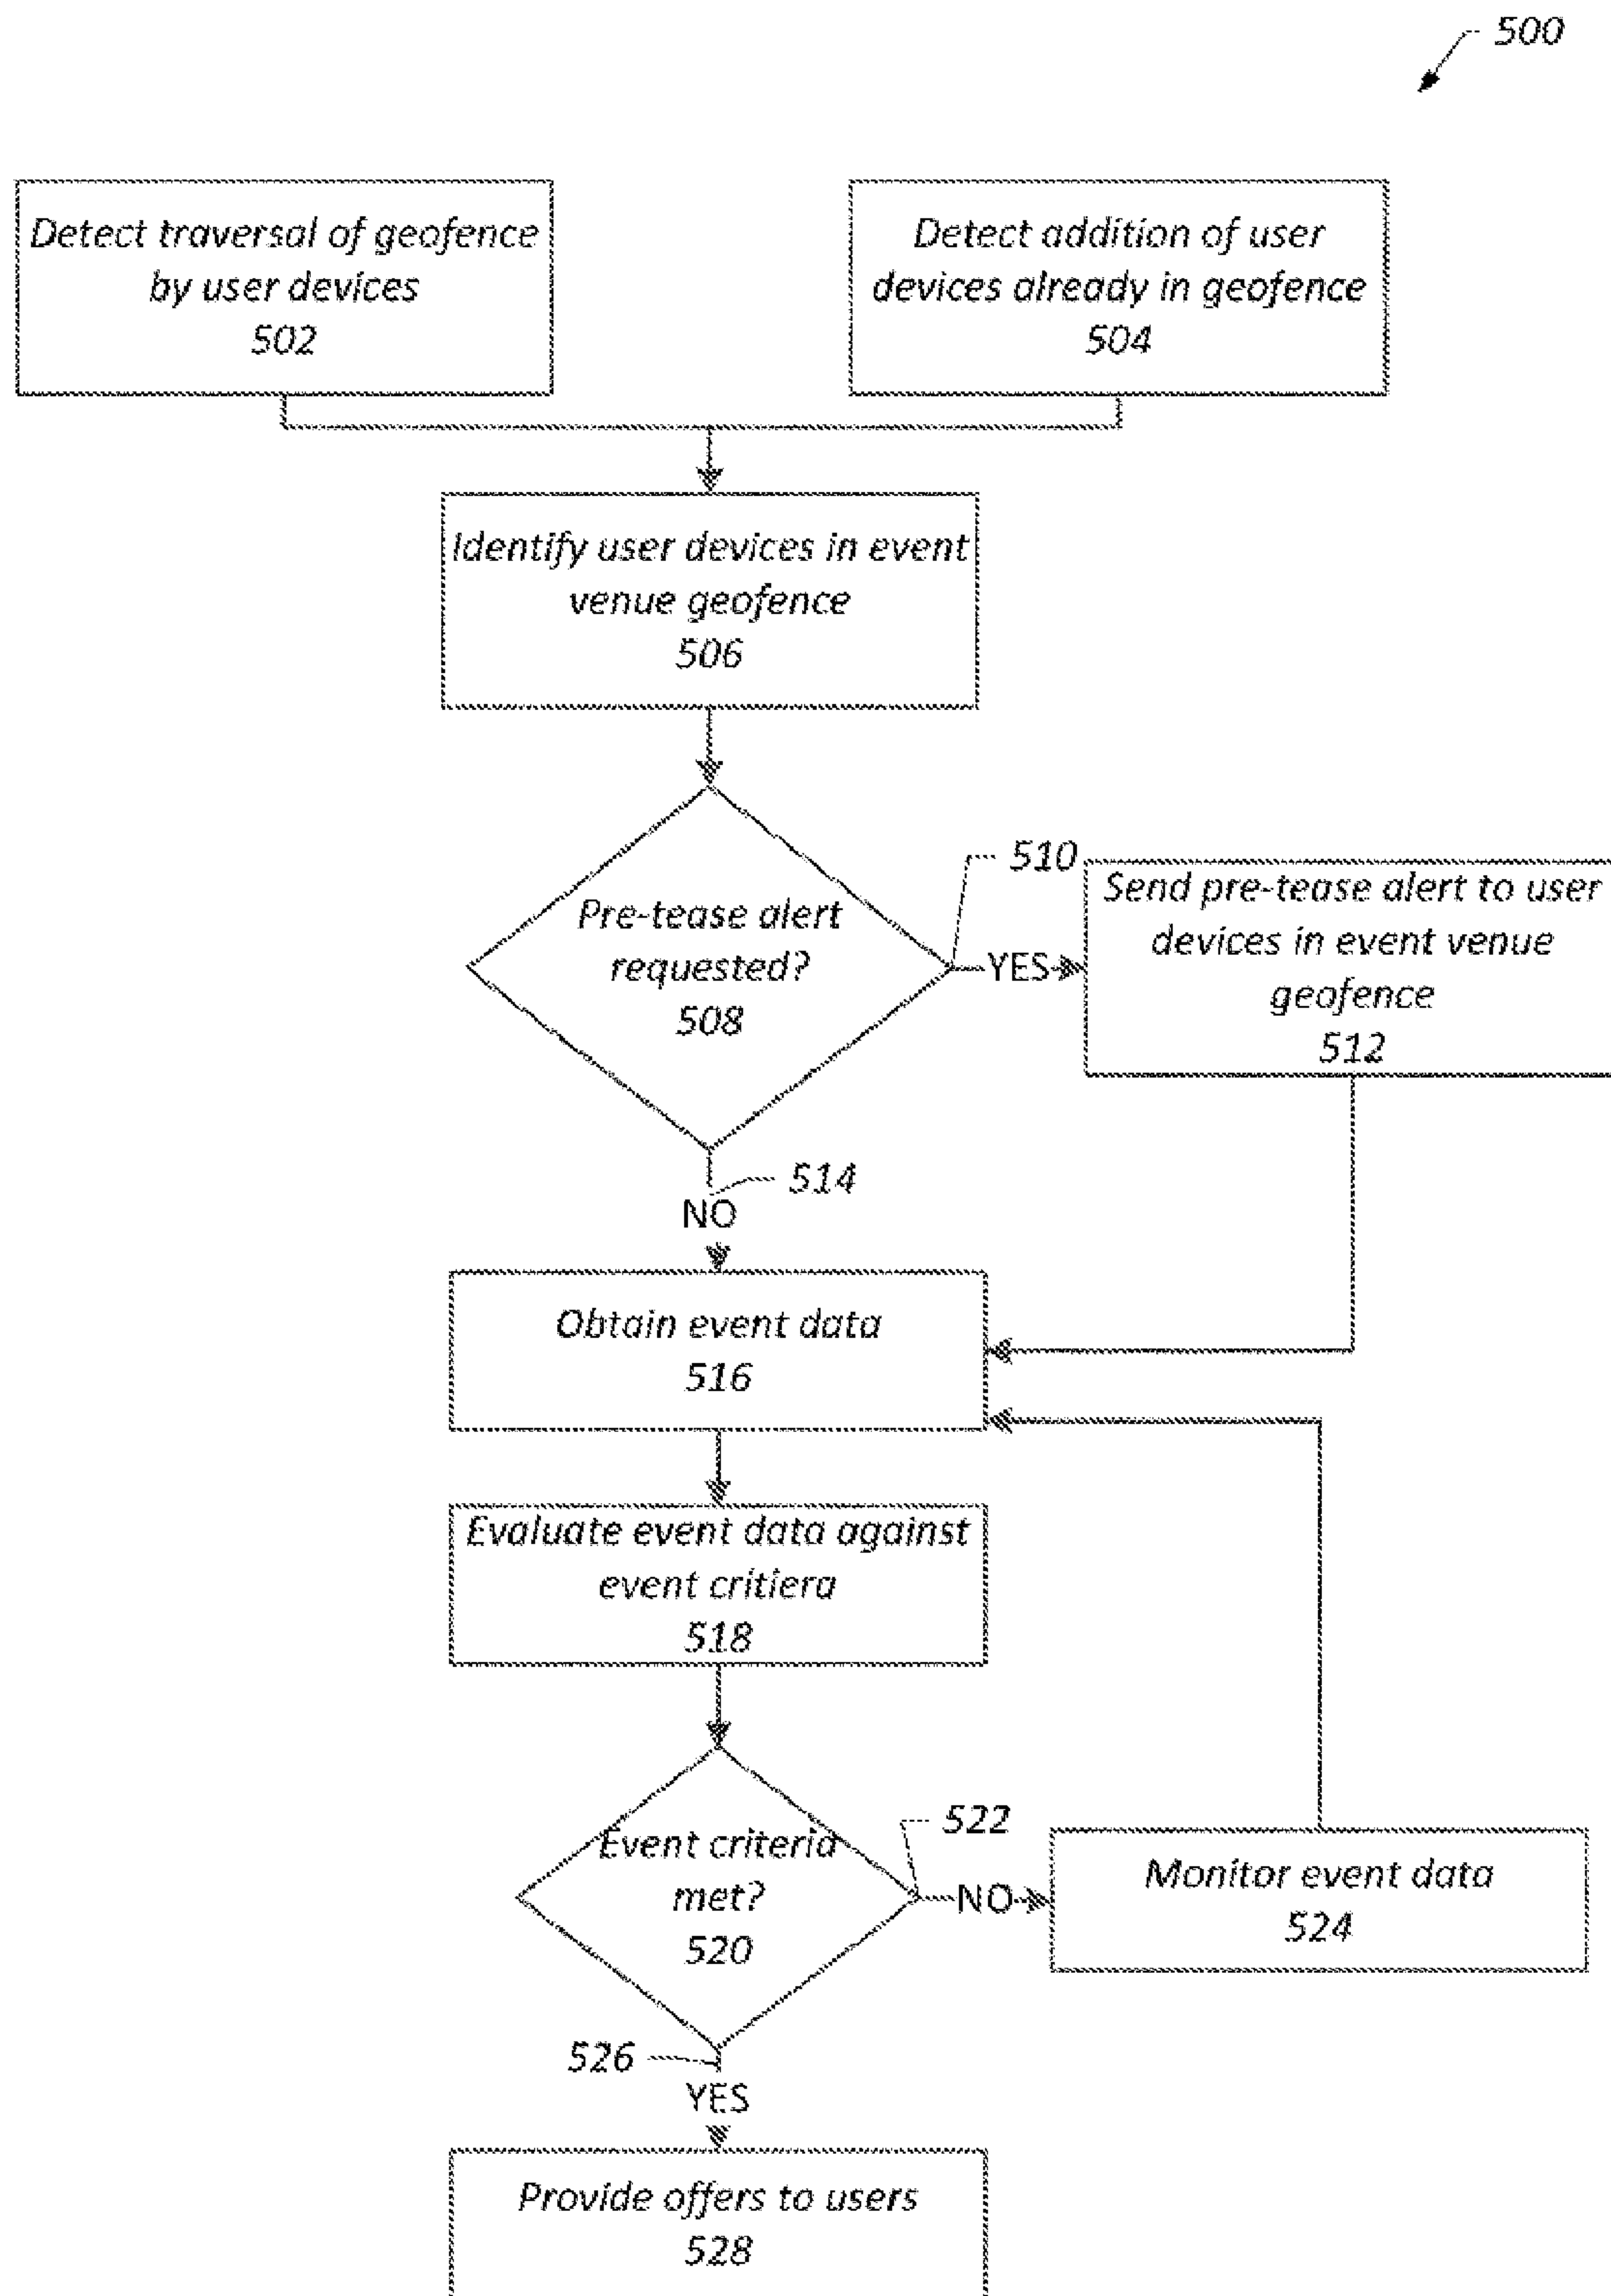 500
Detect traversal of geofence
by user devices
502
Detect addition of user
devices already in geofence
504
Identify user devices in event
venue geofence
506
Pre-tease alert
requested?
508
510
YES
Send pre-tease alert to user
devices in event venue
geofence
512
514
NO
Obtain event data
516
Evaluate event data against
event critiera
518
Event criteria
met?
520
522
NO
Monitor event data
524
526
YES
Provide offers to users
528